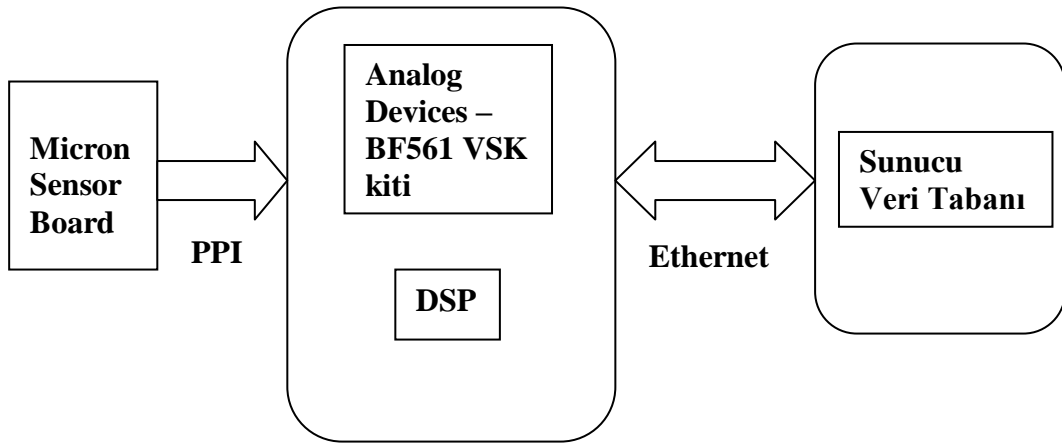 Micron
Sensor
Board
PPI
Analog
Devices –
BF561 VSK
kiti
DSP
Ethernet
Sunucu
Veri Tabanı